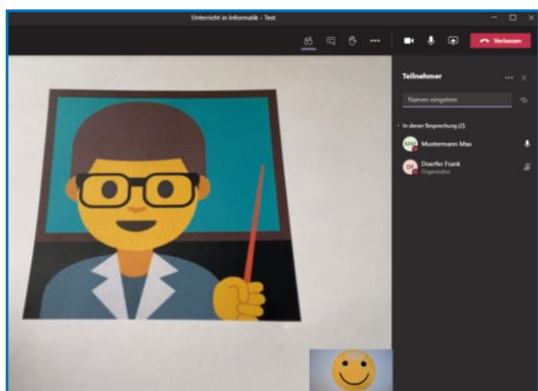 Unterricht in Informatik - Test
Verlassen
Teilnehmer
Namen eingeben
In dieser Besprechung (2)
MM Mustermann Max
DF Doerfer Frank
Organisator